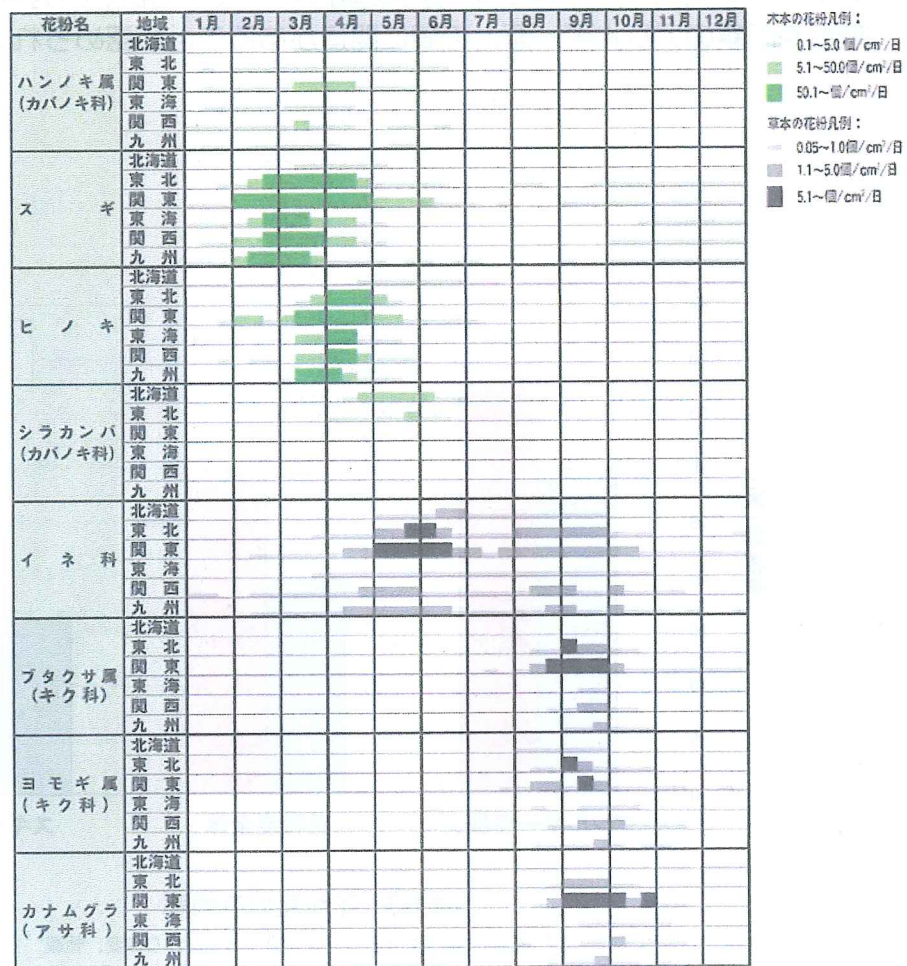 花粉名 地域 1月 2月 3月 4月 5月 6月 7月 8月 9月 10月 11月 12月
ハンノキ属
(カバノキ科)
北海道
東北
関東
東海
関西
九州
スギ
北海道
東北
関東
東海
関西
九州
ヒノキ
北海道
東北
関東
東海
関西
九州
シラカンバ
(カバノキ科)
北海道
東北
関東
東海
関西
九州
イネ科
北海道
東北
関東
東海
関西
九州
ブタクサ属
(キク科)
北海道
東北
関東
東海
関西
九州
ヨモギ属
(キク科)
北海道
東北
関東
東海
関西
九州
カナムグラ
(アサ科)
北海道
東北
関東
東海
関西
九州
木本の花粉凡例:
0.1~5.0個/cm²/日
5.1~50.0個/cm²/日
50.1~個/cm²/日
草本の花粉凡例:
0.05~1.0個/cm²/日
1.1~5.0個/cm²/日
5.1~個/cm²/日